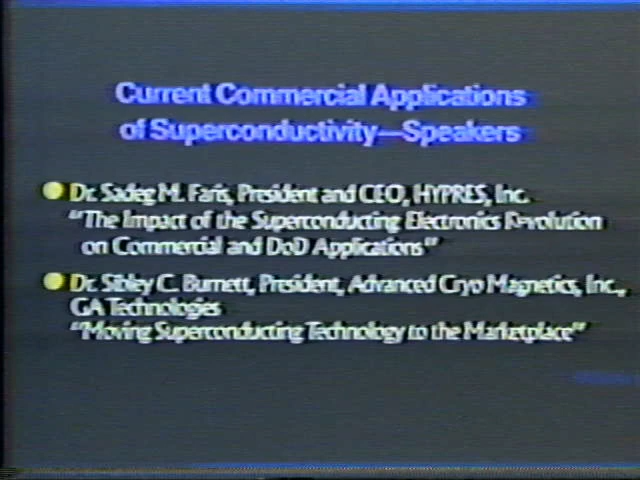 Current Commercial Applications
of Superconductivity—Speakers
Dr. Sadeg M. Faris, President and CEO, HYPRES, Inc.
"The Impact of the Superconducting Electronics Revolution
on Commercial and DoD Applications"
Dr. Sibley C. Burnett, President, Advanced Cryo Magnetics, Inc.,
GA Technologies
"Moving Superconducting Technology to the Marketplace"